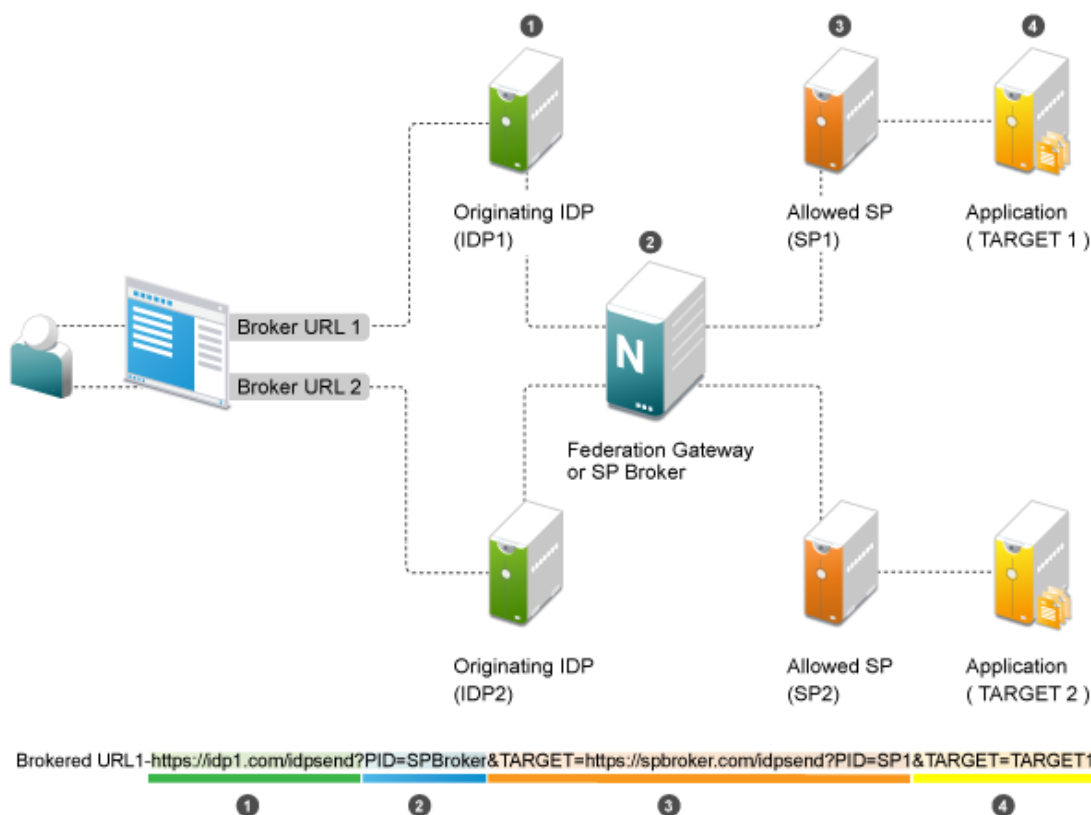 1
3
4
Originating IDP
(IDP1)
Allowed SP
(SP1)
Application
( TARGET 1 )
2
Broker URL 1
Broker URL 2
N
Federation Gateway
or SP Broker
Originating IDP
(IDP2)
Allowed SP
(SP2)
Application
( TARGET 2 )
Brokered URL1-https://idp1.com/idpsend?PID=SPBroker&TARGET=https://spbroker.com/idpsend?PID=SP1&TARGET=TARGET1
1
2
3
4